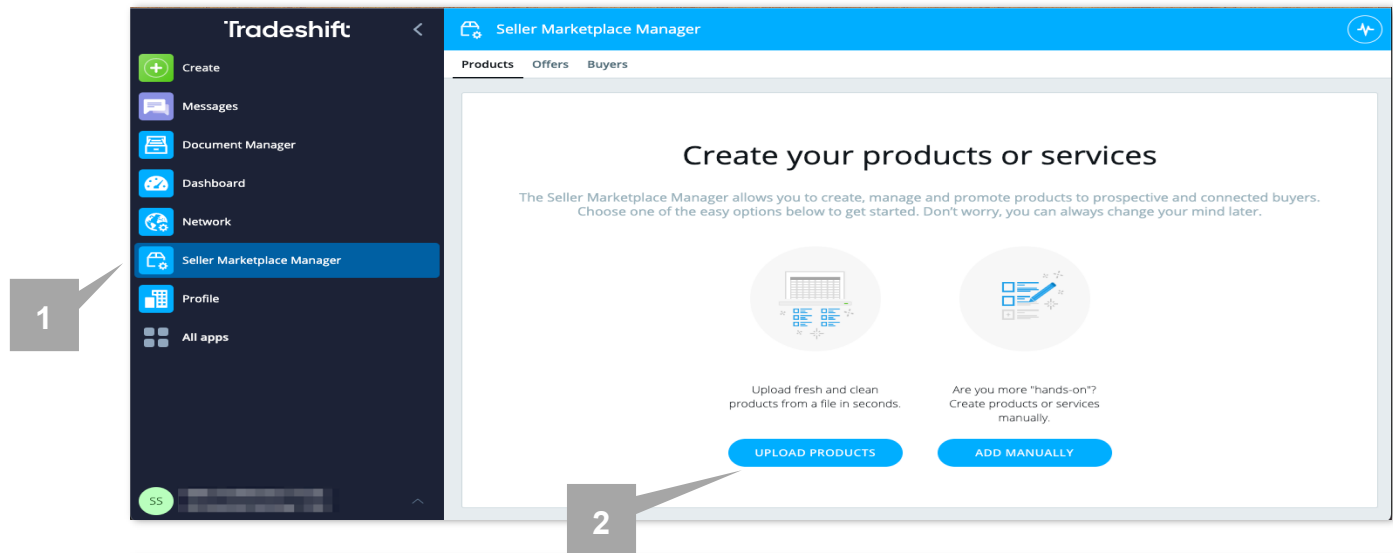 Tradeshift
Seller Marketplace Manager
Create
Products Offers Buyers
Messages
Document Manager
Dashboard
Network
Seller Marketplace Manager
Profile
All apps
SS
Create your products or services
The Seller Marketplace Manager allows you to create, manage and promote products to prospective and connected buyers.
Choose one of the easy options below to get started. Don't worry, you can always change your mind later.
Upload fresh and clean
products from a file in seconds.
UPLOAD PRODUCTS
Are you more "hands-on"?
Create products or services
manually.
ADD MANUALLY
1
2